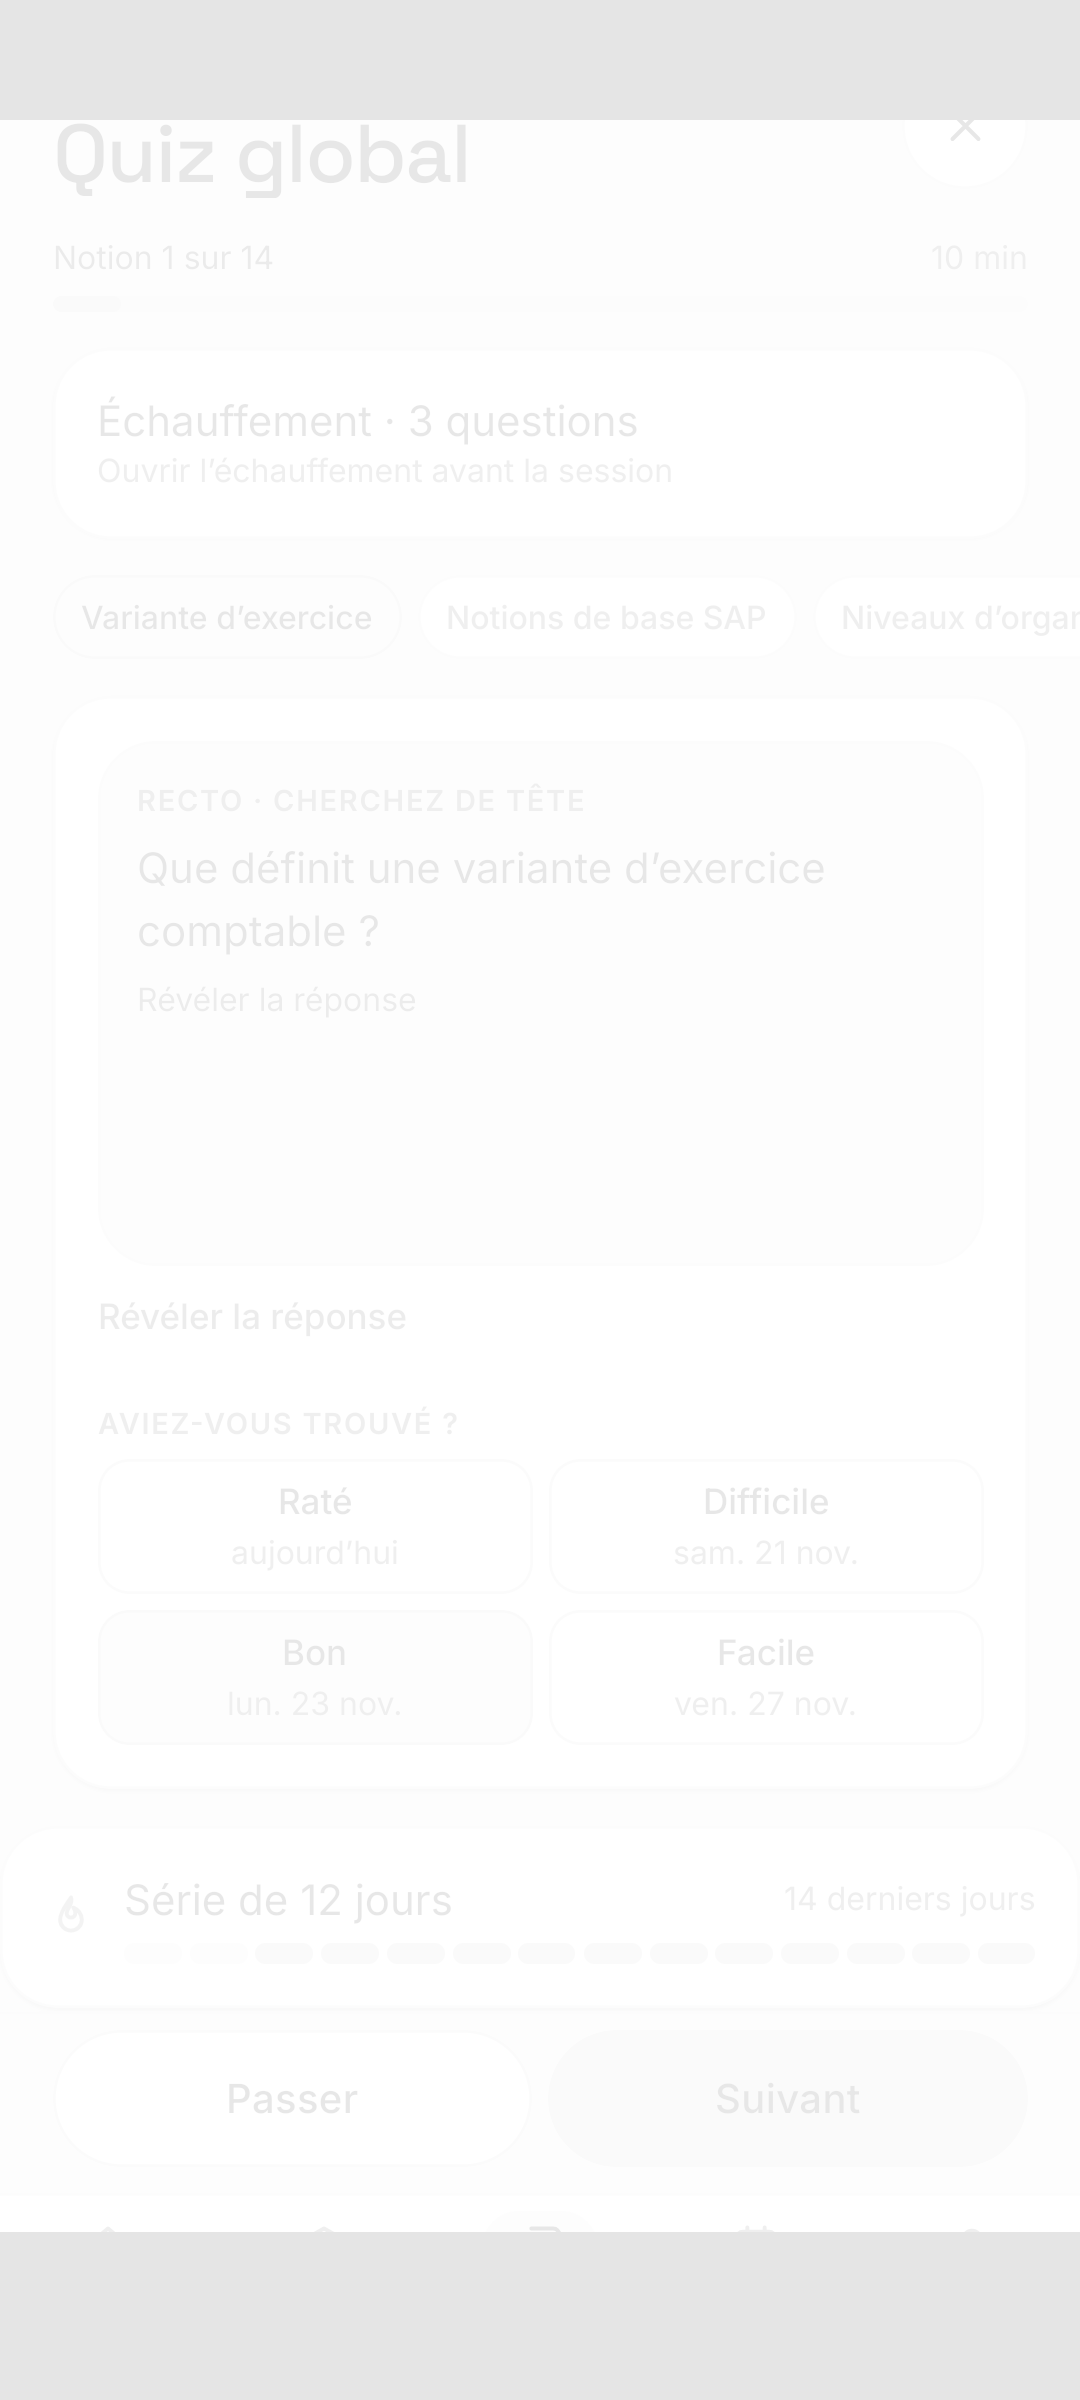 Quiz global
Notion 1 sur 14
10 min
Échauffement · 3 questions
Ouvrir l’échauffement avant la session
Variante d’exercice
Notions de base SAP
Niveaux
RECTO · CHERCHEZ DE TÊTE
Que définit une variante d’exercice
comptable ?
Révéler la réponse
Révéler la réponse
AVIEZ-VOUS TROUVÉ ?
Raté
aujourd’hui
Difficile
sam. 21 nov.
Bon
lun. 23 nov.
Facile
ven. 27 nov.
Série de 12 jours
14 derniers jours
Passer
Suivant